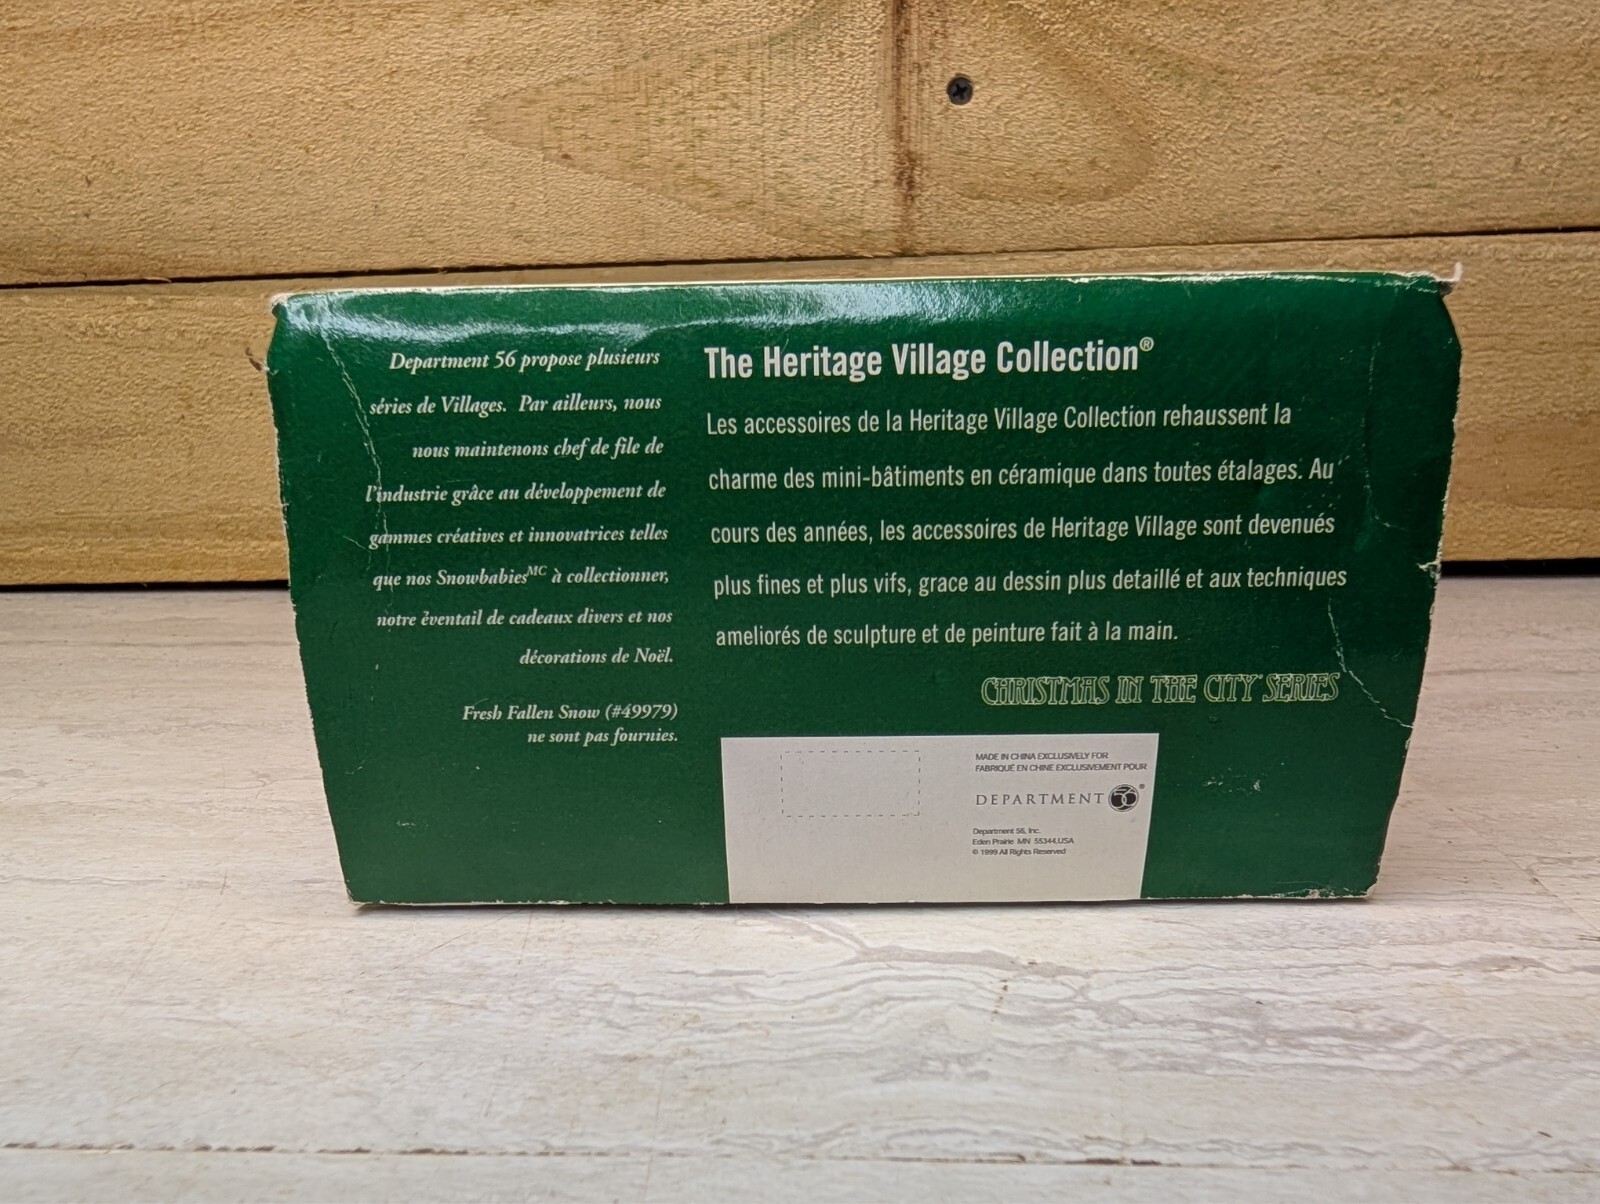 Department 56 propose plusieurs
séries de Villages. Par ailleurs, nous
nous maintenons chef de file de
l'industrie grâce au développement de
gammes créatives et innovatrices telles
que nos Snowbabies MC à collectionner,
notre èventail de cadeaux divers et nos
décorations de Noël.
Fresh Fallen Snow (#49979)
ne sont pas fournies.
The Heritage Village Collection®
Les accessoires de la Heritage Village Collection rehaussent la
charme des mini-bâtiments en céramique dans toutes étalages. Au
cours des années, les accessoires de Heritage Village sont devenués
plus fines et plus vifs, grace au dessin plus detaillé et aux techniques
ameliorés de sculpture et de peinture fait à la main.
CHRISTMAS IN THE CITY SERIES
MADE IN CHINA EXCLUSIVELY FOR
FABRIQUÉ EN CHINE EXCLUSIVEMENT POUR
DEPARTMENT 56®
Department 56, Inc.
Eden Prairie MN 55344,USA
© 1999 All Rights Reserved